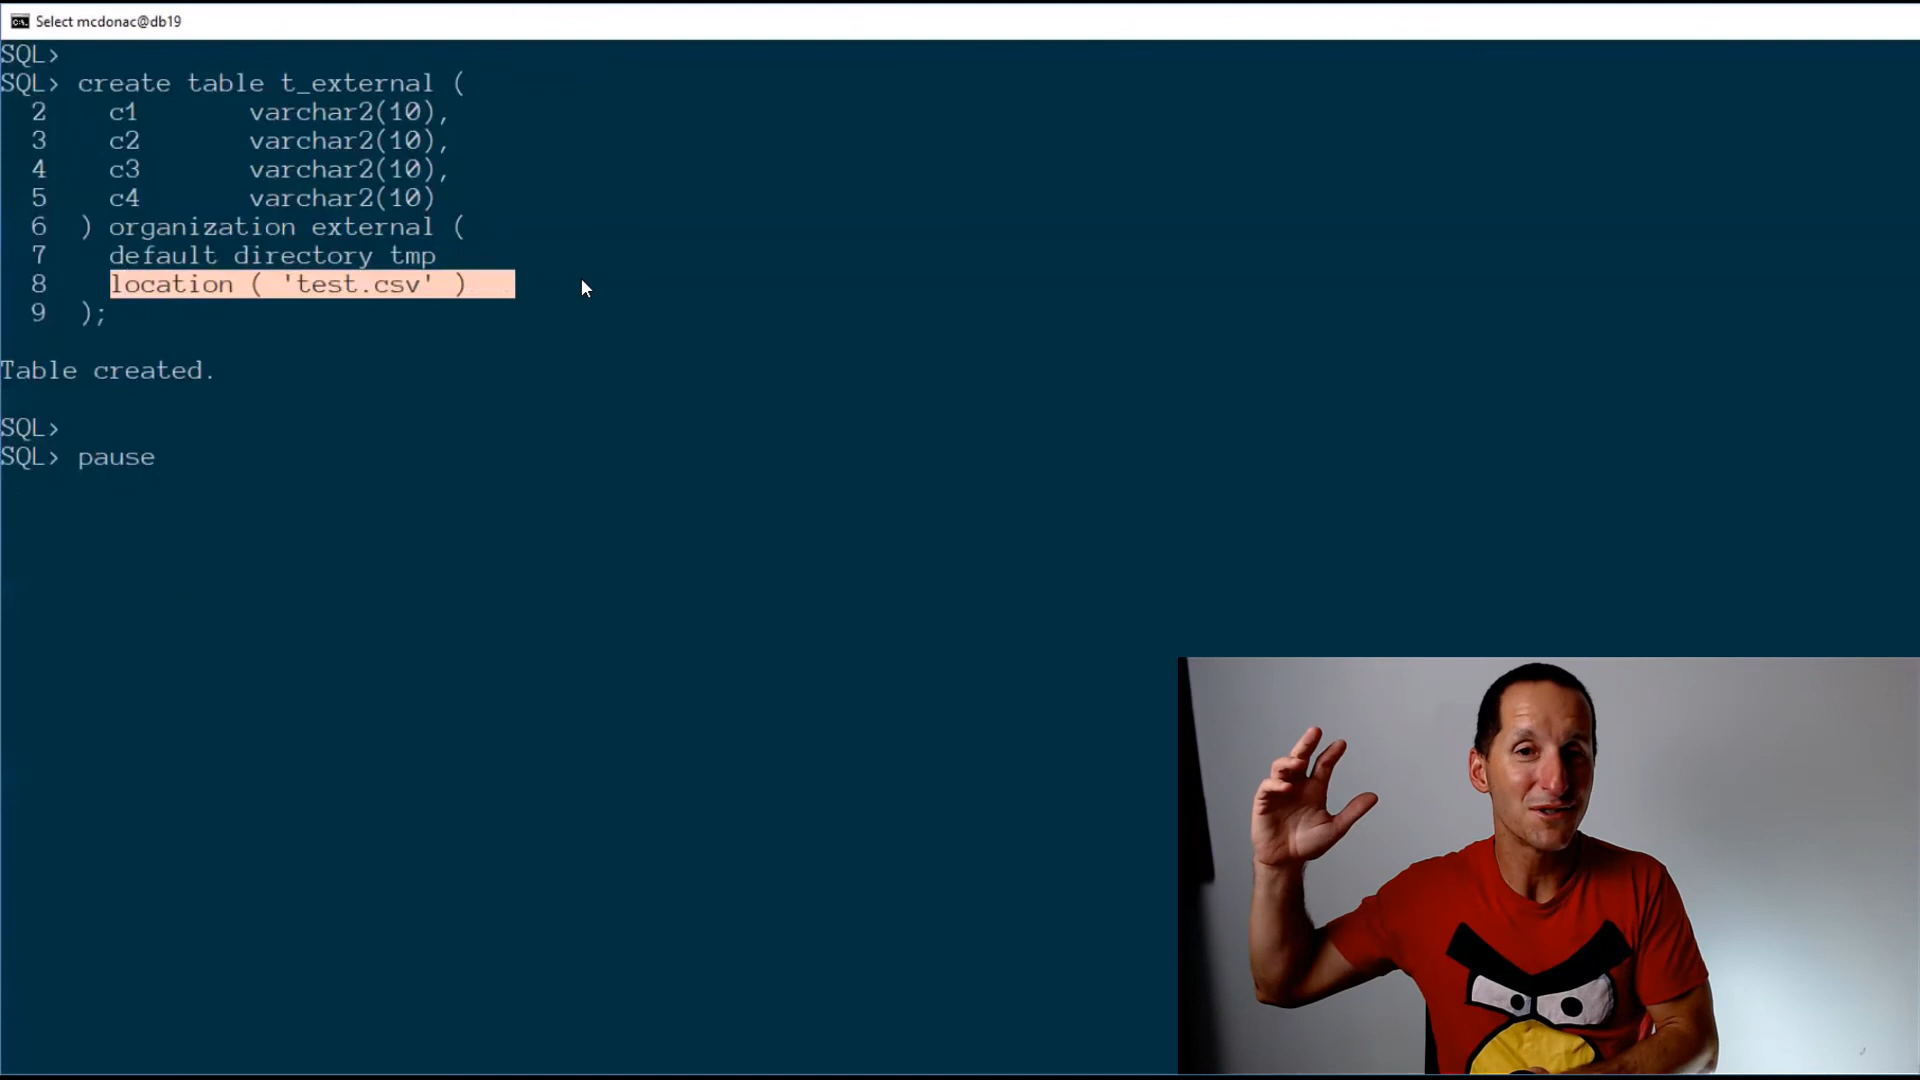 Select mcdonac@db19
SQL>
SQL> create table t_external (
2 c1 varchar2(10),
3 c2 varchar2(10),
4 c3 varchar2(10),
5 c4 varchar2(10)
6 ) organization external (
7 default directory tmp
8 location ( 'test.csv' )
9 );
Table created.
SQL>
SQL> pause